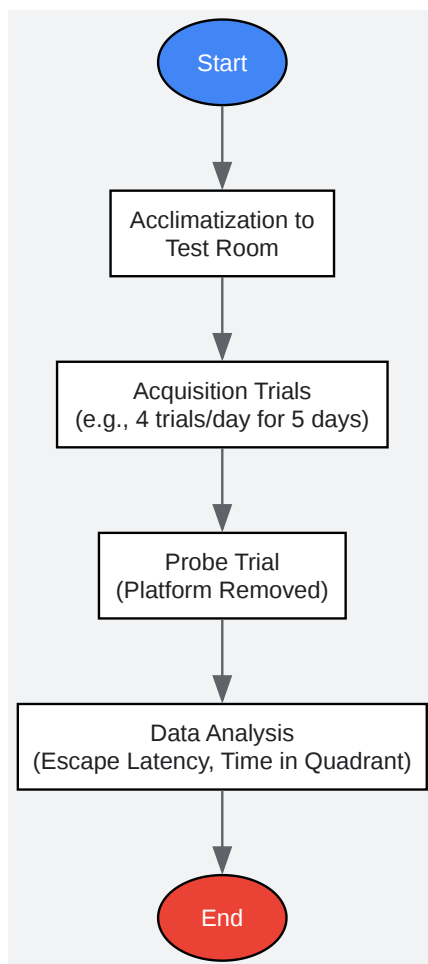 Start
Acclimatization to
Test Room
Acquisition Trials
(e.g., 4 trials/day for 5 days)
Probe Trial
(Platform Removed)
Data Analysis
(Escape Latency, Time in Quadrant)
End